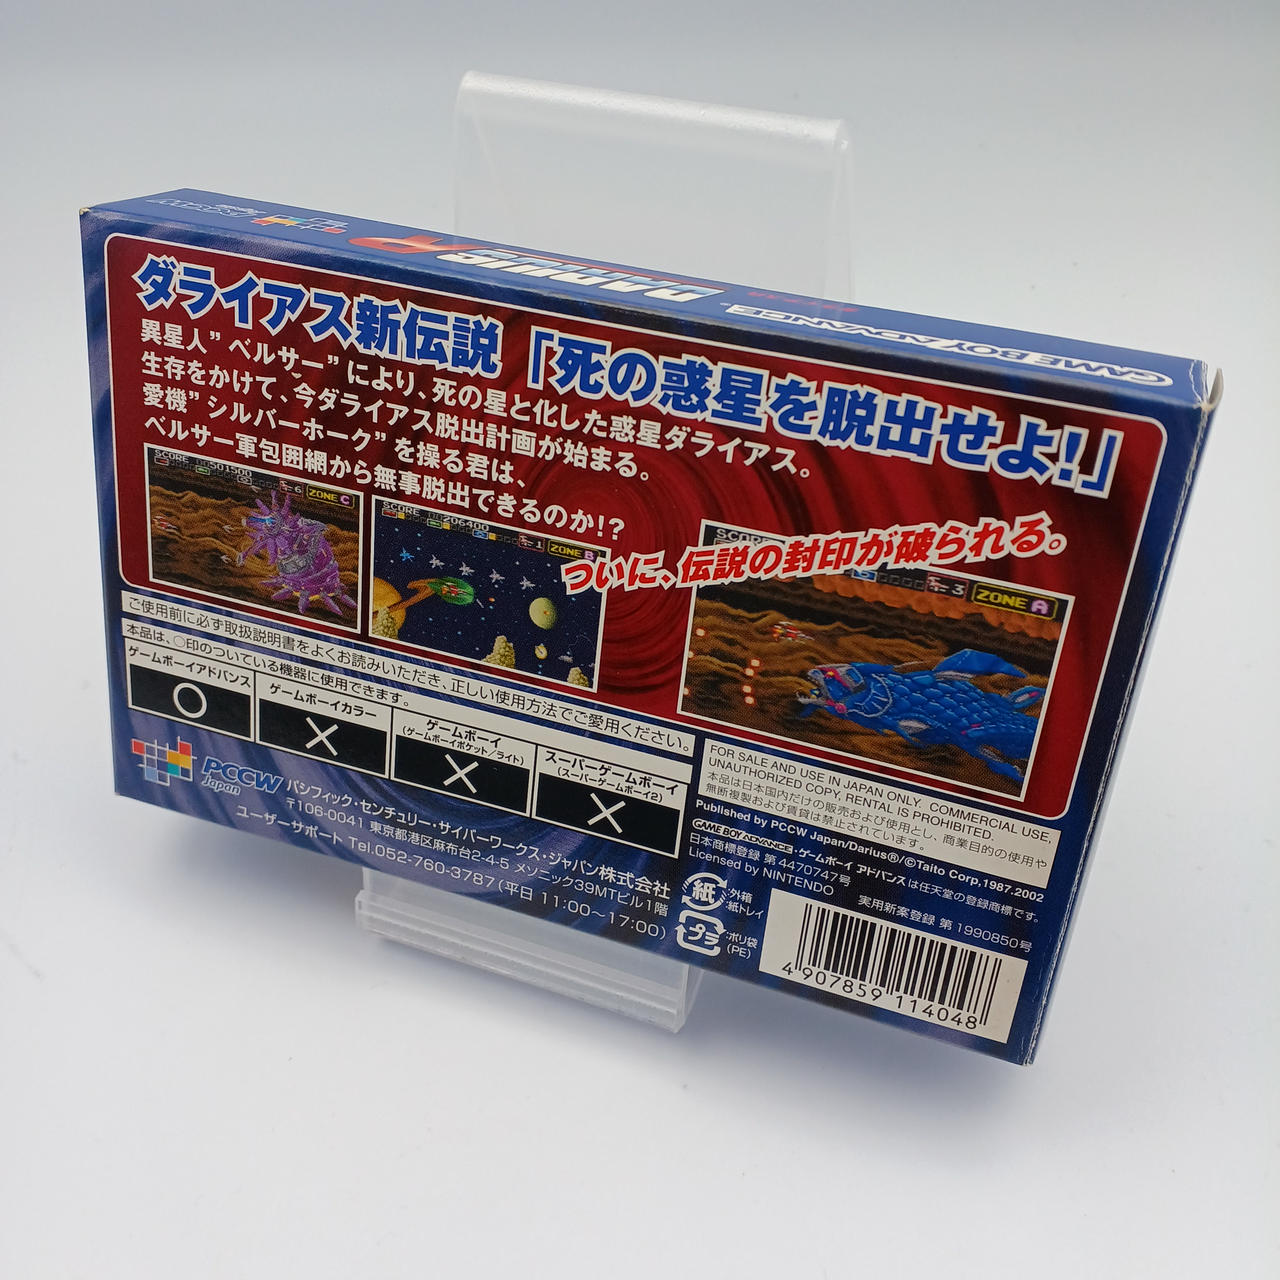 DARIUS R
GAME BOY ADVANCE
ダライアス新伝説「死の惑星を脱出せよ!」
異星人"ベルサー"により、死の星と化した惑星ダライアス。
生存をかけて、今ダライアス脱出計画が始まる。
愛機"シルバーホーク"を操る君は、
ベルサー軍包囲網から無事脱出できるのか!?
ついに、伝説の封印が破られる。
SCORE 00501500
6 ZONE C
SCORE 00206400
1 ZONE B
SCORE
3 ZONE A
ご使用前に必ず取扱説明書をよくお読みいただき、正しい使用方法でご愛用ください。
本品は、○印のついている機器に使用できます。
ゲームボーイアドバンス
○
ゲームボーイカラー
×
ゲームボーイ
(ゲームボーイポケット/ライト)
×
スーパーゲームボーイ
(スーパーゲームボーイ2)
×
PCCW
Japan
パシフィック・センチュリー・サイバーワークス・ジャパン株式会社
〒106-0041 東京都港区麻布台2-4-5 メソニック39MTビル1階
ユーザーサポート Tel.052-760-3787(平日 11:00〜17:00)
FOR SALE AND USE IN JAPAN ONLY. COMMERCIAL USE,
UNAUTHORIZED COPY, RENTAL IS PROHIBITED.
本品は日本国内だけの販売および使用とし、商業目的の使用や
無断複製および賃貸は禁止されています。
Published by PCCW Japan/Darius®/©Taito Corp,1987.2002
GAME BOY ADVANCE・ゲームボーイ アドバンスは任天堂の登録商標です。
日本商標登録 第4470747号
Licensed by NINTENDO
実用新案登録 第1990850号
紙
:外箱
:紙トレイ
プラ
:ポリ袋
(PE)
4 907859 114048